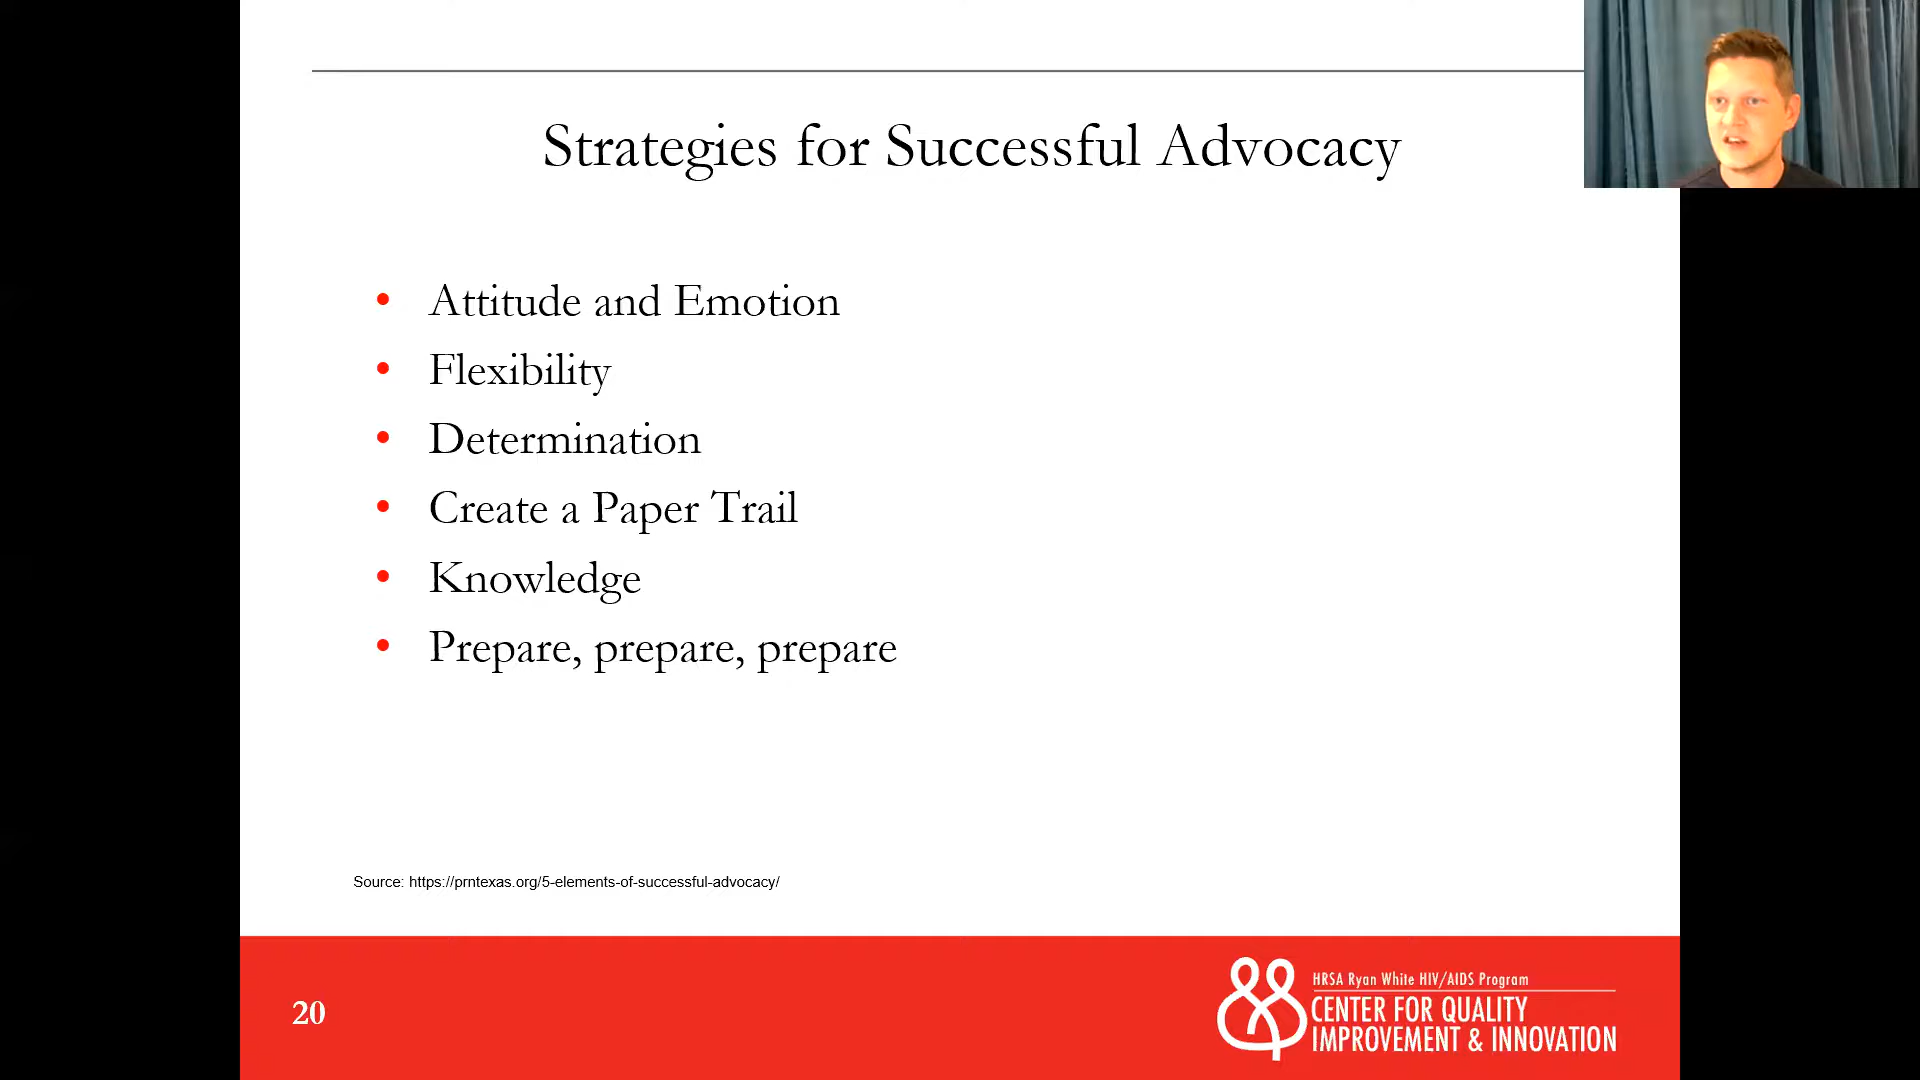 Strategies for Successful Advocacy
• Attitude and Emotion
• Flexibility
• Determination
• Create a Paper Trail
• Knowledge
• Prepare, prepare, prepare
Source: https://prntexas.org/5-elements-of-successful-advocacy/
20
HRSA Ryan White HIV/AIDS Program
CENTER FOR QUALITY
IMPROVEMENT & INNOVATION